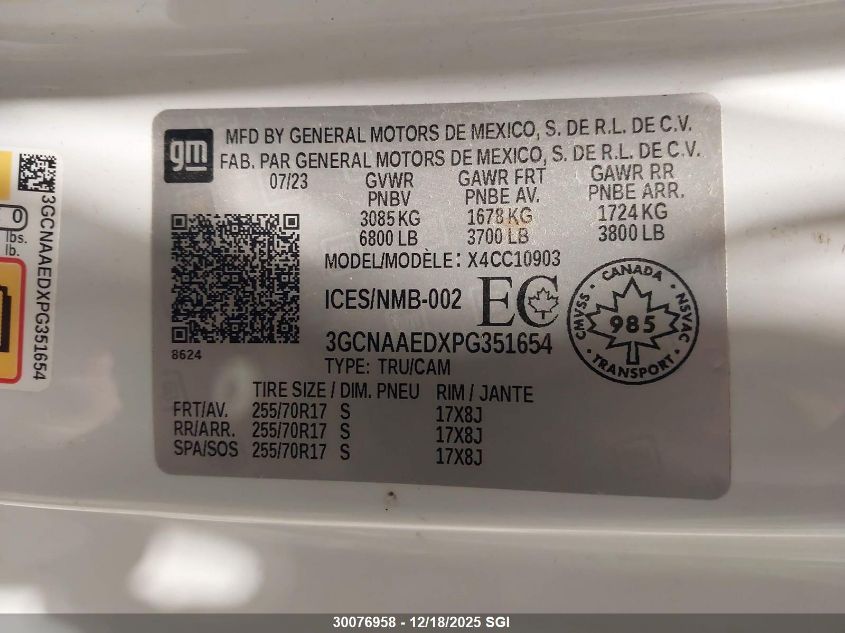 gm
MFD BY GENERAL MOTORS DE MEXICO, S. DE R.L. DE C.V.
FAB. PAR GENERAL MOTORS DE MEXICO, S. DE R.L. DE C.V.
07/23 GVWR GAWR FRT GAWR RR
PNBV PNBE AV. PNBE ARR.
3085 KG 1678 KG 1724 KG
6800 LB 3700 LB 3800 LB
MODEL/MODÈLE: X4CC10903
ICES/NMB-002 EC
CANADA
CMVSS 985 NSVAC
TRANSPORT
3GCNAAEDXPG351654
8624
TYPE: TRU/CAM
TIRE SIZE / DIM. PNEU RIM / JANTE
FRT/AV. 255/70R17 S 17X8J
RR/ARR. 255/70R17 S 17X8J
SPA/SOS 255/70R17 S 17X8J
0
lbs.
lb.
3GCNAAEDXPG351654
30076958 – 12/18/2025 SGI